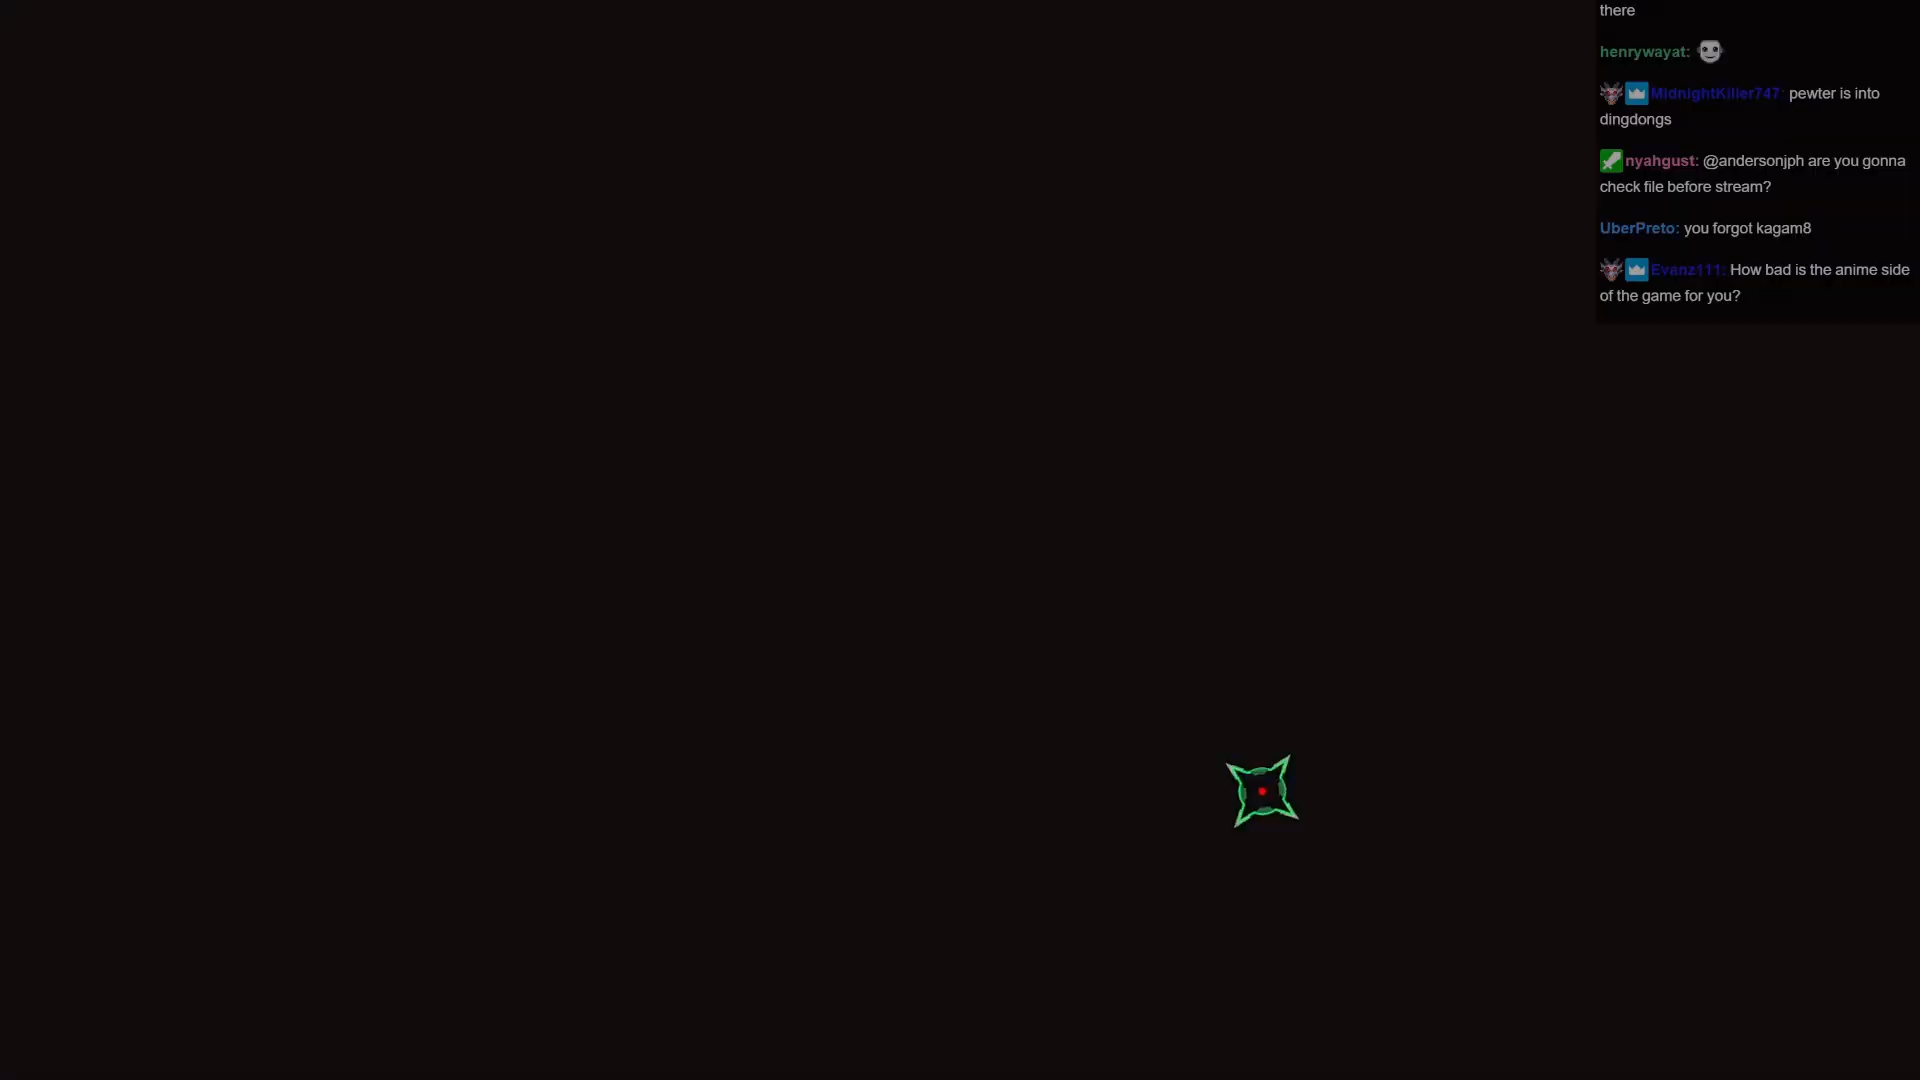 there
henrywayat:
MidnightKiller747: pewter is into
dingdongs
nyahgust: @andersonjph are you gonna
check file before stream?
UberPreto: you forgot kagam8
Evanz111: How bad is the anime side
of the game for you?